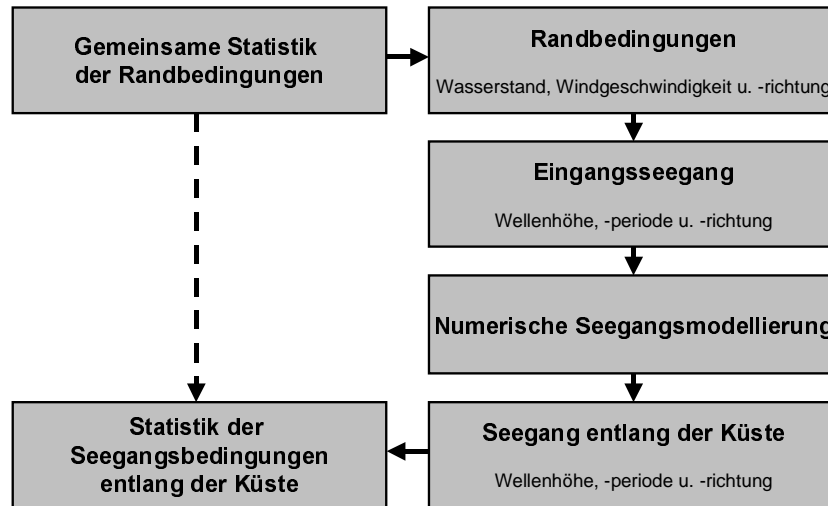 Gemeinsame Statistik
der Randbedingungen
Randbedingungen
Wasserstand, Windgeschwindigkeit u. -richtung
Eingangsseegang
Wellenhöhe, -periode u. -richtung
Numerische Seegangsmodellierung
Seegang entlang der Küste
Wellenhöhe, -periode u. -richtung
Statistik der
Seegangsbedingungen
entlang der Küste